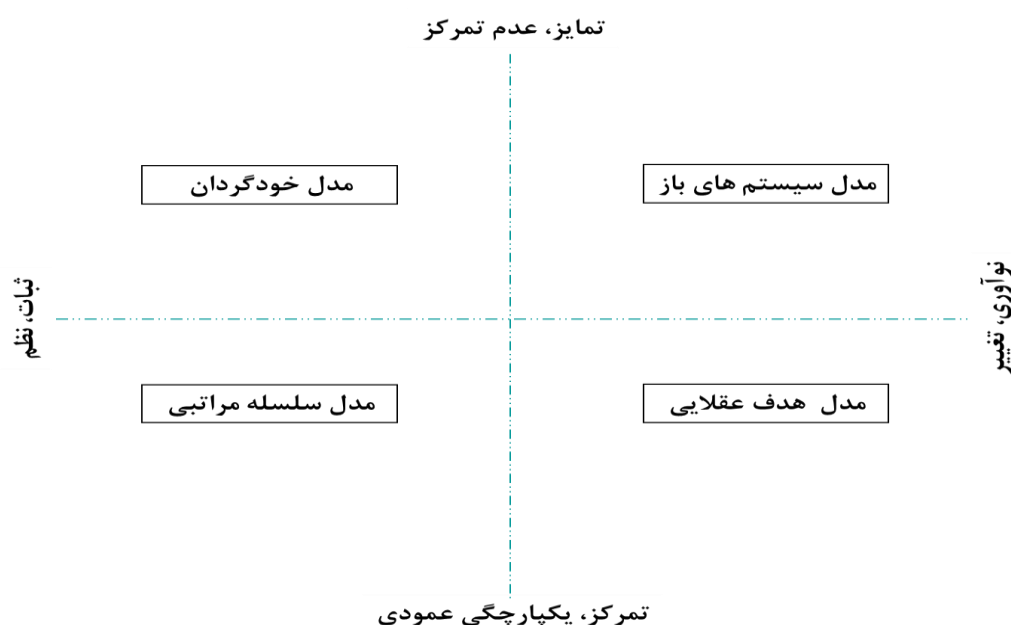 تمایز، عدم تمرکز
مدل سیستم های باز
مدل خودگردان
نوآوری، تغییر
ثبات، نظم
مدل هدف عقلایی
مدل سلسله مراتبی
تمرکز، یکپارچگی عمودی